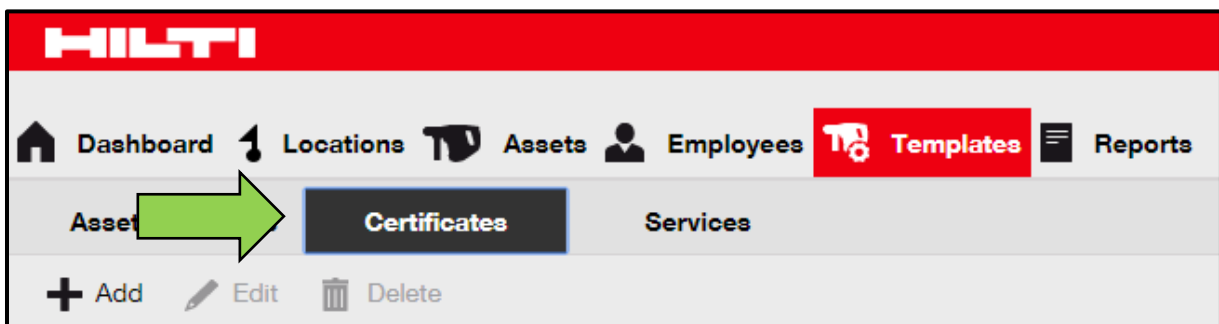 HILTI
Dashboard Locations Assets Employees Templates Reports
Certificates Services
Add Edit Delete